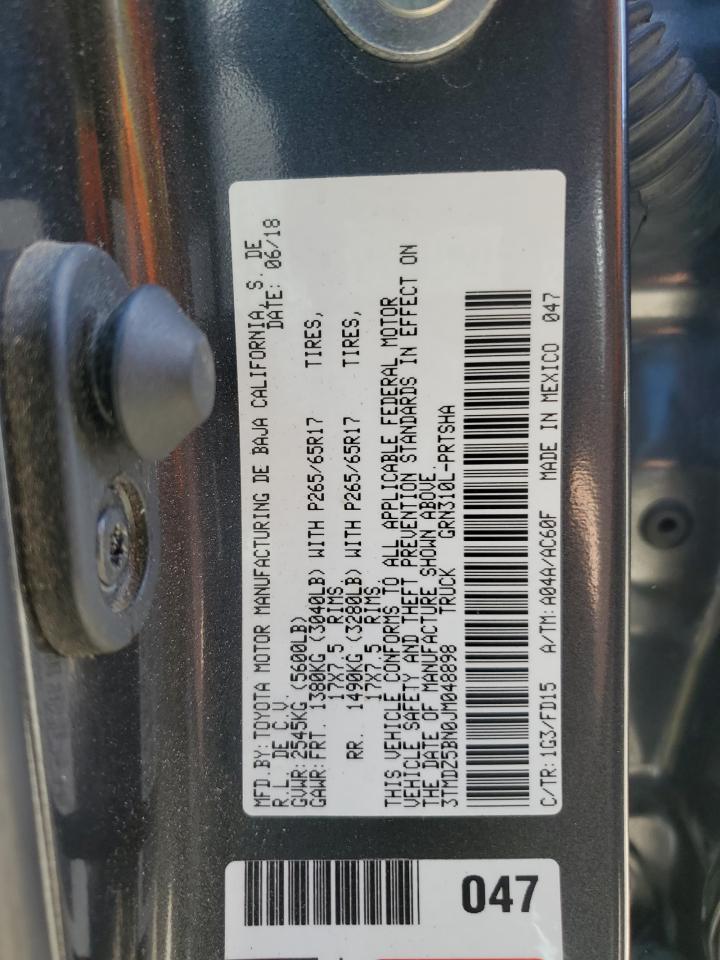 MFD.BY: TOYOTA MOTOR MANUFACTURING DE BAJA CALIFORNIA, S. DE
R.L. DE C.V. DATE: 06/18
GVWR: 2545KG (5600LB)
GAWR: FRT. 1380KG (3040LB) WITH P265/65R17 TIRES,
17X7.5 RIMS
RR. 1490KG (3280LB) WITH P265/65R17 TIRES,
17X7.5 RIMS
THIS VEHICLE CONFORMS TO ALL APPLICABLE FEDERAL MOTOR
VEHICLE SAFETY AND THEFT PREVENTION STANDARDS IN EFFECT ON
THE DATE OF MANUFACTURE SHOWN ABOVE.
3TMDZ5BN0JM048898 TRUCK GRN310L-PRTSHA
C/TR: 1G3/FD15 A/TM: A04A/AC60F MADE IN MEXICO 047
047